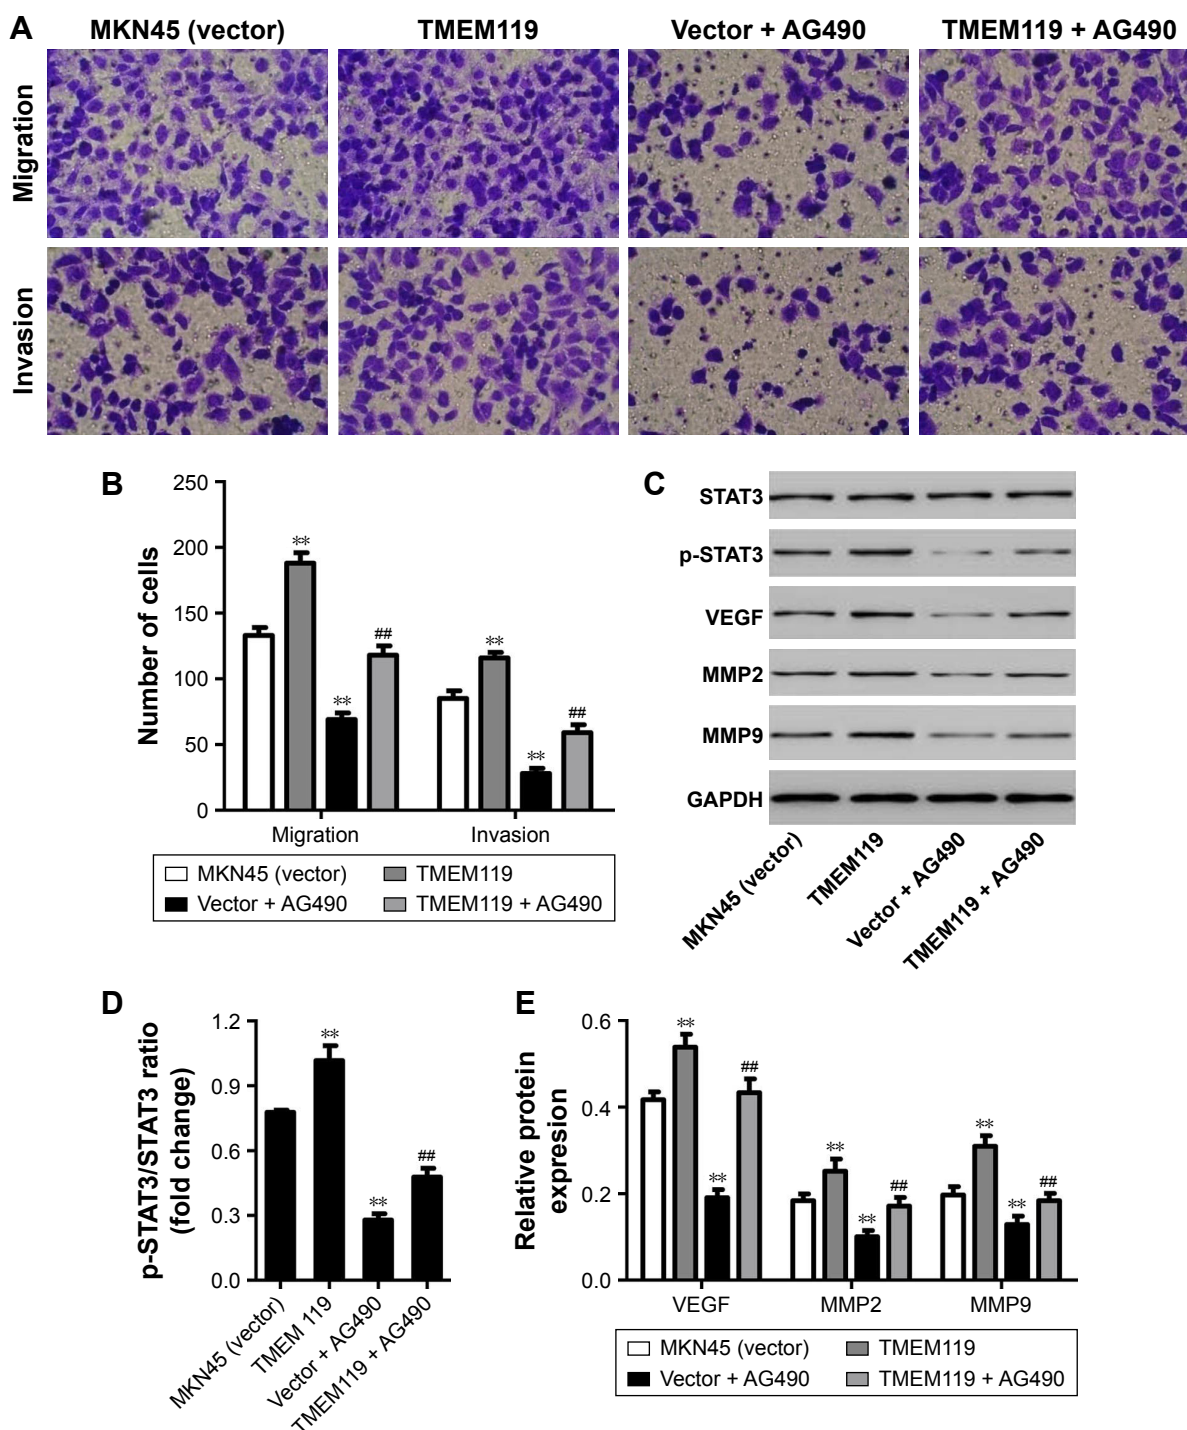 A
MKN45 (vector)
TMEM119
Vector + AG490
TMEM119 + AG490
Migration
Invasion
B
Number of cells
250
200
150
100
50
0
**
**
##
**
**
##
Migration
Invasion
MKN45 (vector)
TMEM119
Vector + AG490
TMEM119 + AG490
C
STAT3
p-STAT3
VEGF
MMP2
MMP9
GAPDH
MKN45 (vector)
TMEM119
Vector + AG490
TMEM119 + AG490
D
p-STAT3/STAT3 ratio
(fold change)
1.2
0.9
0.6
0.3
0.0
**
**
##
MKN45 (vector)
TMEM 119
Vector + AG490
TMEM119 + AG490
E
Relative protein
expresion
0.6
0.4
0.2
0.0
**
**
##
**
**
##
**
**
##
VEGF
MMP2
MMP9
MKN45 (vector)
TMEM119
Vector + AG490
TMEM119 + AG490